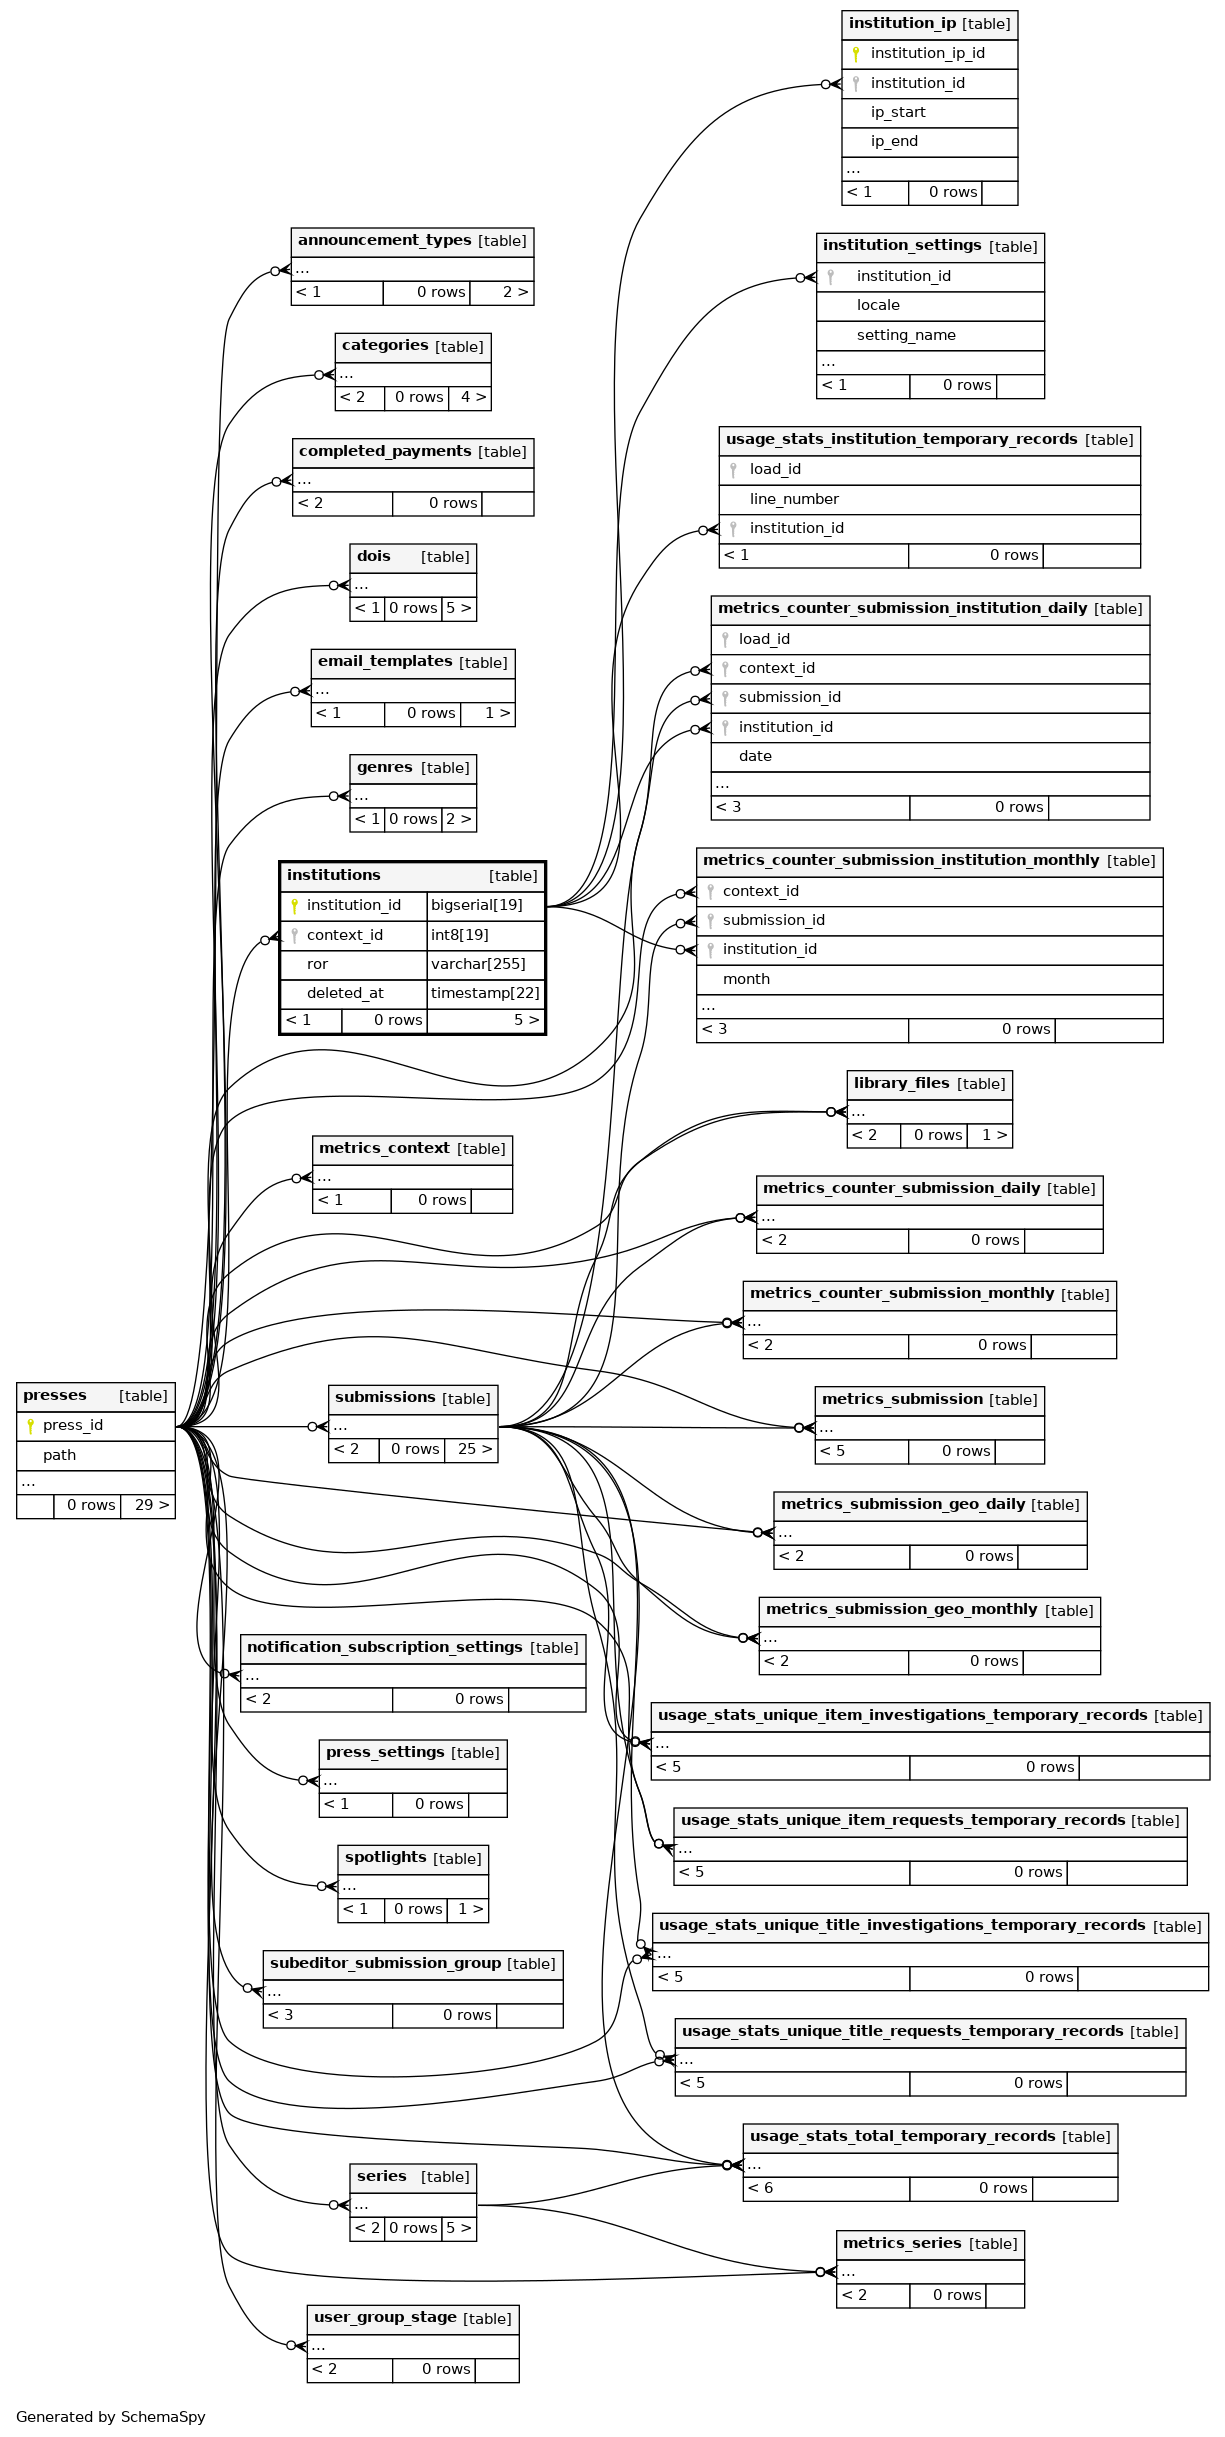 institution_ip [table]
institution_ip_id
institution_id
ip_start
ip_end
...
< 1 0 rows
announcement_types [table]
...
< 1 0 rows 2 >
institution_settings [table]
institution_id
locale
setting_name
...
< 1 0 rows
categories [table]
...
< 2 0 rows 4 >
completed_payments [table]
...
< 2 0 rows
usage_stats_institution_temporary_records [table]
load_id
line_number
institution_id
< 1 0 rows
dois [table]
...
< 1 0 rows 5 >
metrics_counter_submission_institution_daily [table]
load_id
context_id
submission_id
institution_id
date
...
< 3 0 rows
email_templates [table]
...
< 1 0 rows 1 >
genres [table]
...
< 1 0 rows 2 >
institutions [table]
institution_id bigserial[19]
context_id int8[19]
ror varchar[255]
deleted_at timestamp[22]
< 1 0 rows 5 >
metrics_counter_submission_institution_monthly [table]
context_id
submission_id
institution_id
month
...
< 3 0 rows
library_files [table]
...
< 2 0 rows 1 >
metrics_context [table]
...
< 1 0 rows
metrics_counter_submission_daily [table]
...
< 2 0 rows
metrics_counter_submission_monthly [table]
...
< 2 0 rows
presses [table]
press_id
path
...
0 rows 29 >
submissions [table]
...
< 2 0 rows 25 >
metrics_submission [table]
...
< 5 0 rows
metrics_submission_geo_daily [table]
...
< 2 0 rows
metrics_submission_geo_monthly [table]
...
< 2 0 rows
notification_subscription_settings [table]
...
< 2 0 rows
usage_stats_unique_item_investigations_temporary_records [table]
...
< 5 0 rows
press_settings [table]
...
< 1 0 rows
usage_stats_unique_item_requests_temporary_records [table]
...
< 5 0 rows
spotlights [table]
...
< 1 0 rows 1 >
usage_stats_unique_title_investigations_temporary_records [table]
...
< 5 0 rows
subeditor_submission_group [table]
...
< 3 0 rows
usage_stats_unique_title_requests_temporary_records [table]
...
< 5 0 rows
usage_stats_total_temporary_records [table]
...
< 6 0 rows
series [table]
...
< 2 0 rows 5 >
metrics_series [table]
...
< 2 0 rows
user_group_stage [table]
...
< 2 0 rows
Generated by SchemaSpy